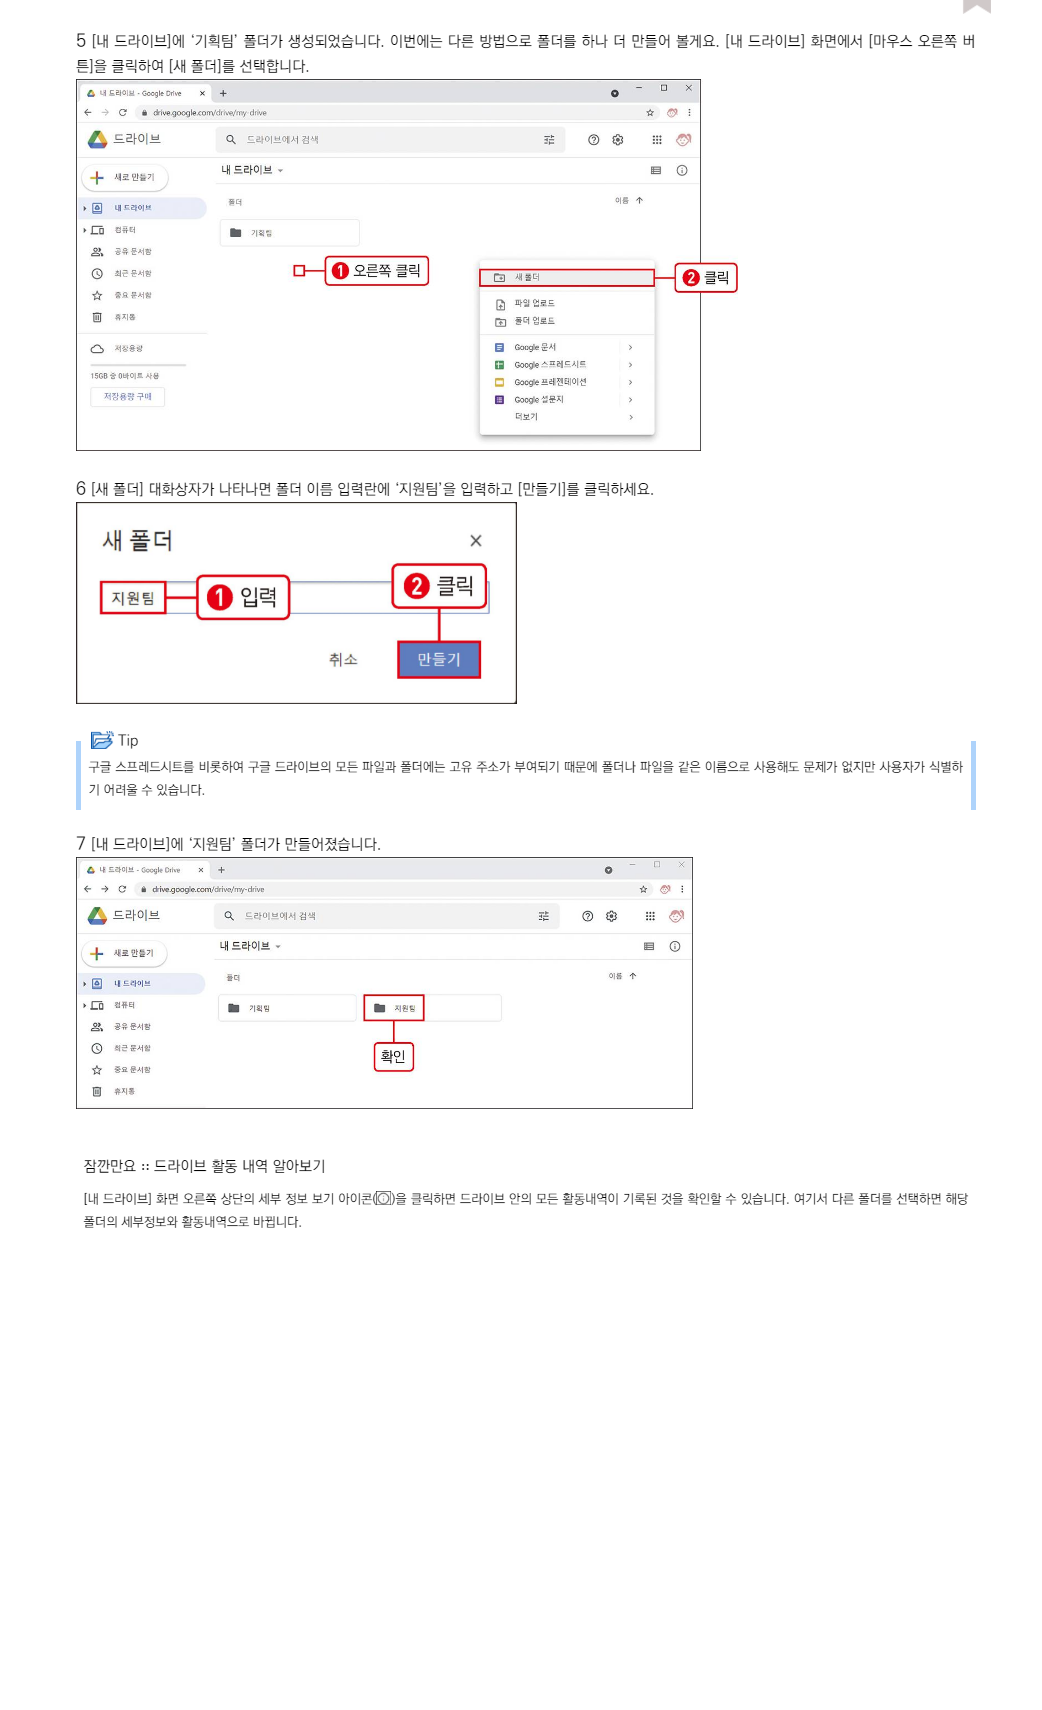 5 [내 드라이브]에 ‘기획팀’ 폴더가 생성되었습니다. 이번에는 다른 방법으로 폴더를 하나 더 만들어 볼게요. [내 드라이브] 화면에서 [마우스 오른쪽 버
튼]을 클릭하여 [새 폴더]를 선택합니다.
내 드라이브 - Google Drive
drive.google.com/drive/my-drive
드라이브
드라이브에서 검색
새로 만들기
내 드라이브
내 드라이브
폴더
이름
컴퓨터
기획팀
공유 문서함
최근 문서함
1 오른쪽 클릭
새 폴더
2 클릭
중요 문서함
파일 업로드
휴지통
폴더 업로드
저장용량
Google 문서
Google 스프레드시트
15GB 중 0바이트 사용
Google 프레젠테이션
저장용량 구매
Google 설문지
더보기
6 [새 폴더] 대화상자가 나타나면 폴더 이름 입력란에 ‘지원팀’을 입력하고 [만들기]를 클릭하세요.
새 폴더
지원팀
1 입력
2 클릭
취소
만들기
Tip
구글 스프레드시트를 비롯하여 구글 드라이브의 모든 파일과 폴더에는 고유 주소가 부여되기 때문에 폴더나 파일을 같은 이름으로 사용해도 문제가 없지만 사용자가 식별하
기 어려울 수 있습니다.
7 [내 드라이브]에 ‘지원팀’ 폴더가 만들어졌습니다.
내 드라이브 - Google Drive
drive.google.com/drive/my-drive
드라이브
드라이브에서 검색
새로 만들기
내 드라이브
내 드라이브
폴더
이름
컴퓨터
기획팀
지원팀
공유 문서함
최근 문서함
확인
중요 문서함
휴지통
잠깐만요 :: 드라이브 활동 내역 알아보기
[내 드라이브] 화면 오른쪽 상단의 세부 정보 보기 아이콘(ⓘ)을 클릭하면 드라이브 안의 모든 활동내역이 기록된 것을 확인할 수 있습니다. 여기서 다른 폴더를 선택하면 해당
폴더의 세부정보와 활동내역으로 바뀝니다.